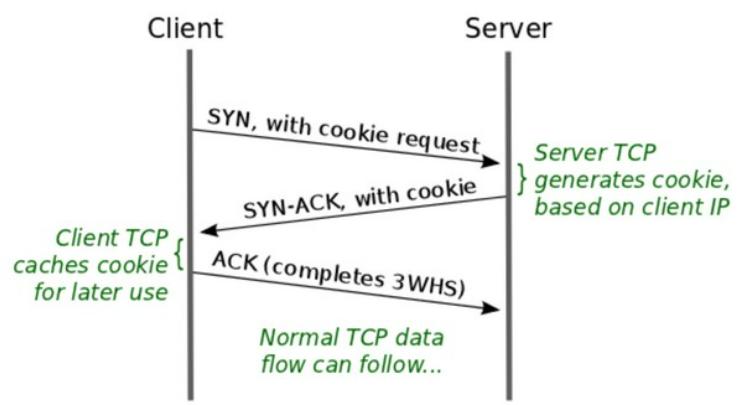 Client
Server
SYN, with cookie request
Server TCP
generates cookie,
based on client IP
SYN-ACK, with cookie
Client TCP
caches cookie
for later use
ACK (completes 3WHS)
Normal TCP data
flow can follow...